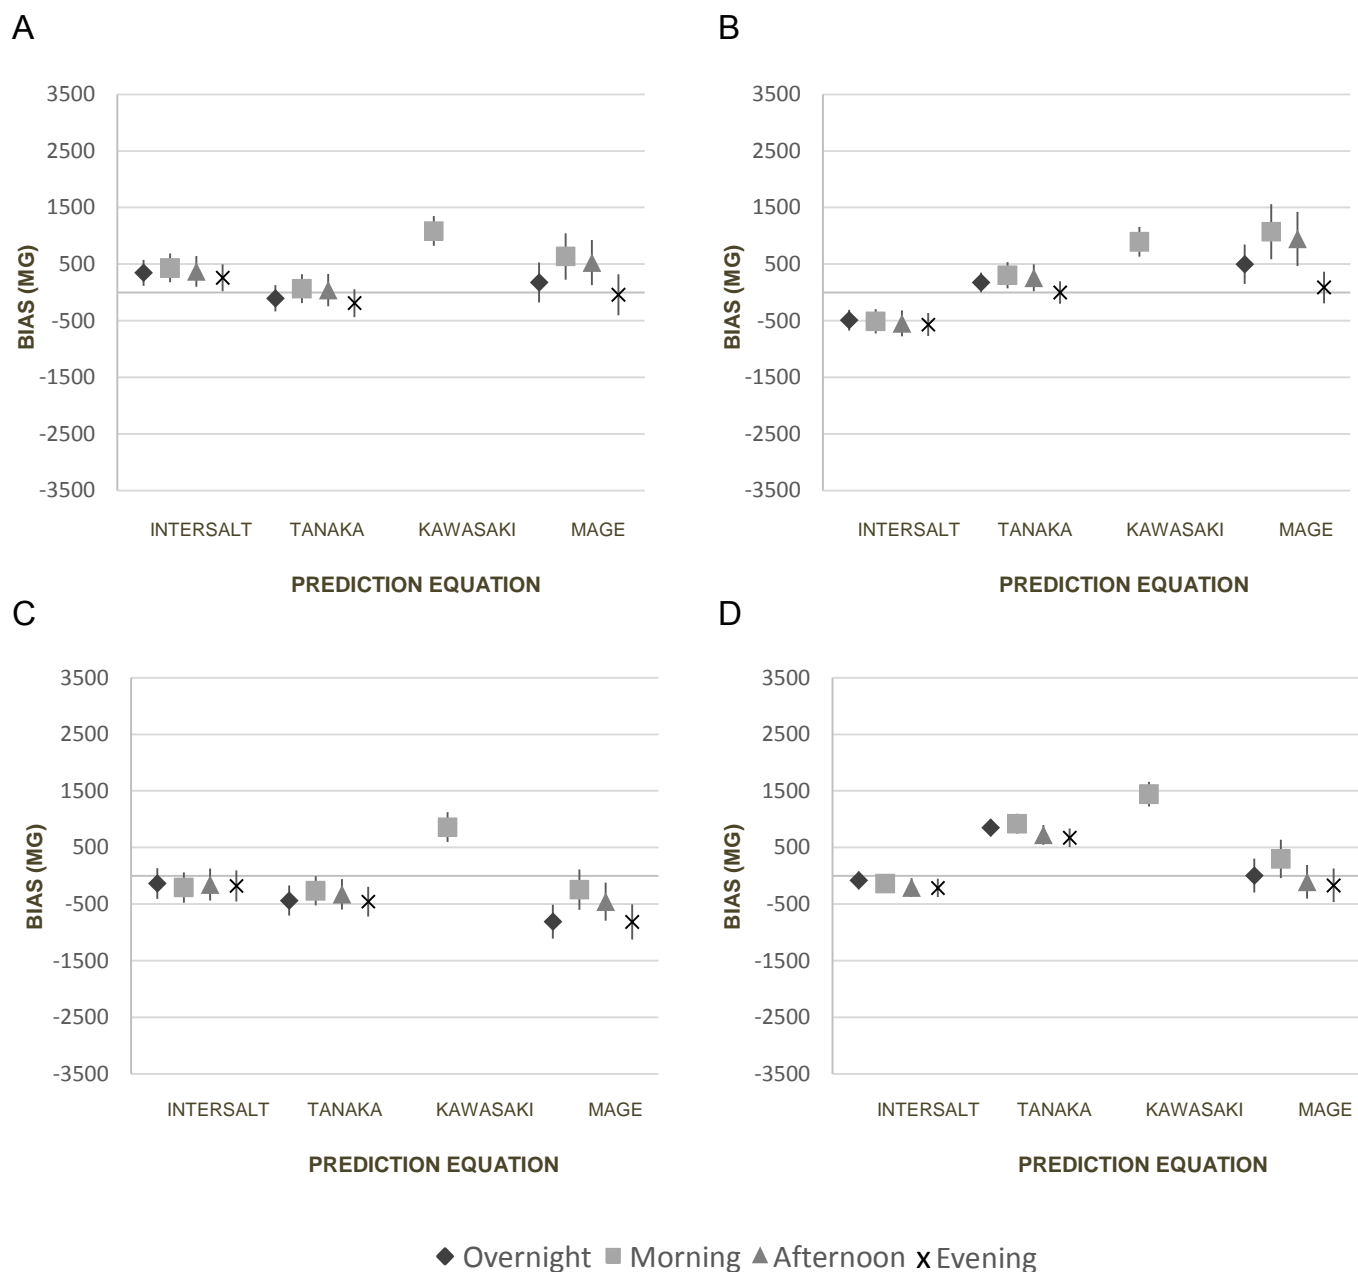 A
3500
2500
1500
500
-500
-1500
-2500
-3500
BIAS (MG)
INTERSALT TANAKA KAWASAKI MAGE
PREDICTION EQUATION
B
3500
2500
1500
500
-500
-1500
-2500
-3500
BIAS (MG)
INTERSALT TANAKA KAWASAKI MAGE
PREDICTION EQUATION
C
3500
2500
1500
500
-500
-1500
-2500
-3500
BIAS (MG)
INTERSALT TANAKA KAWASAKI MAGE
PREDICTION EQUATION
D
3500
2500
1500
500
-500
-1500
-2500
-3500
BIAS (MG)
INTERSALT TANAKA KAWASAKI MAGE
PREDICTION EQUATION
Overnight Morning Afternoon Evening